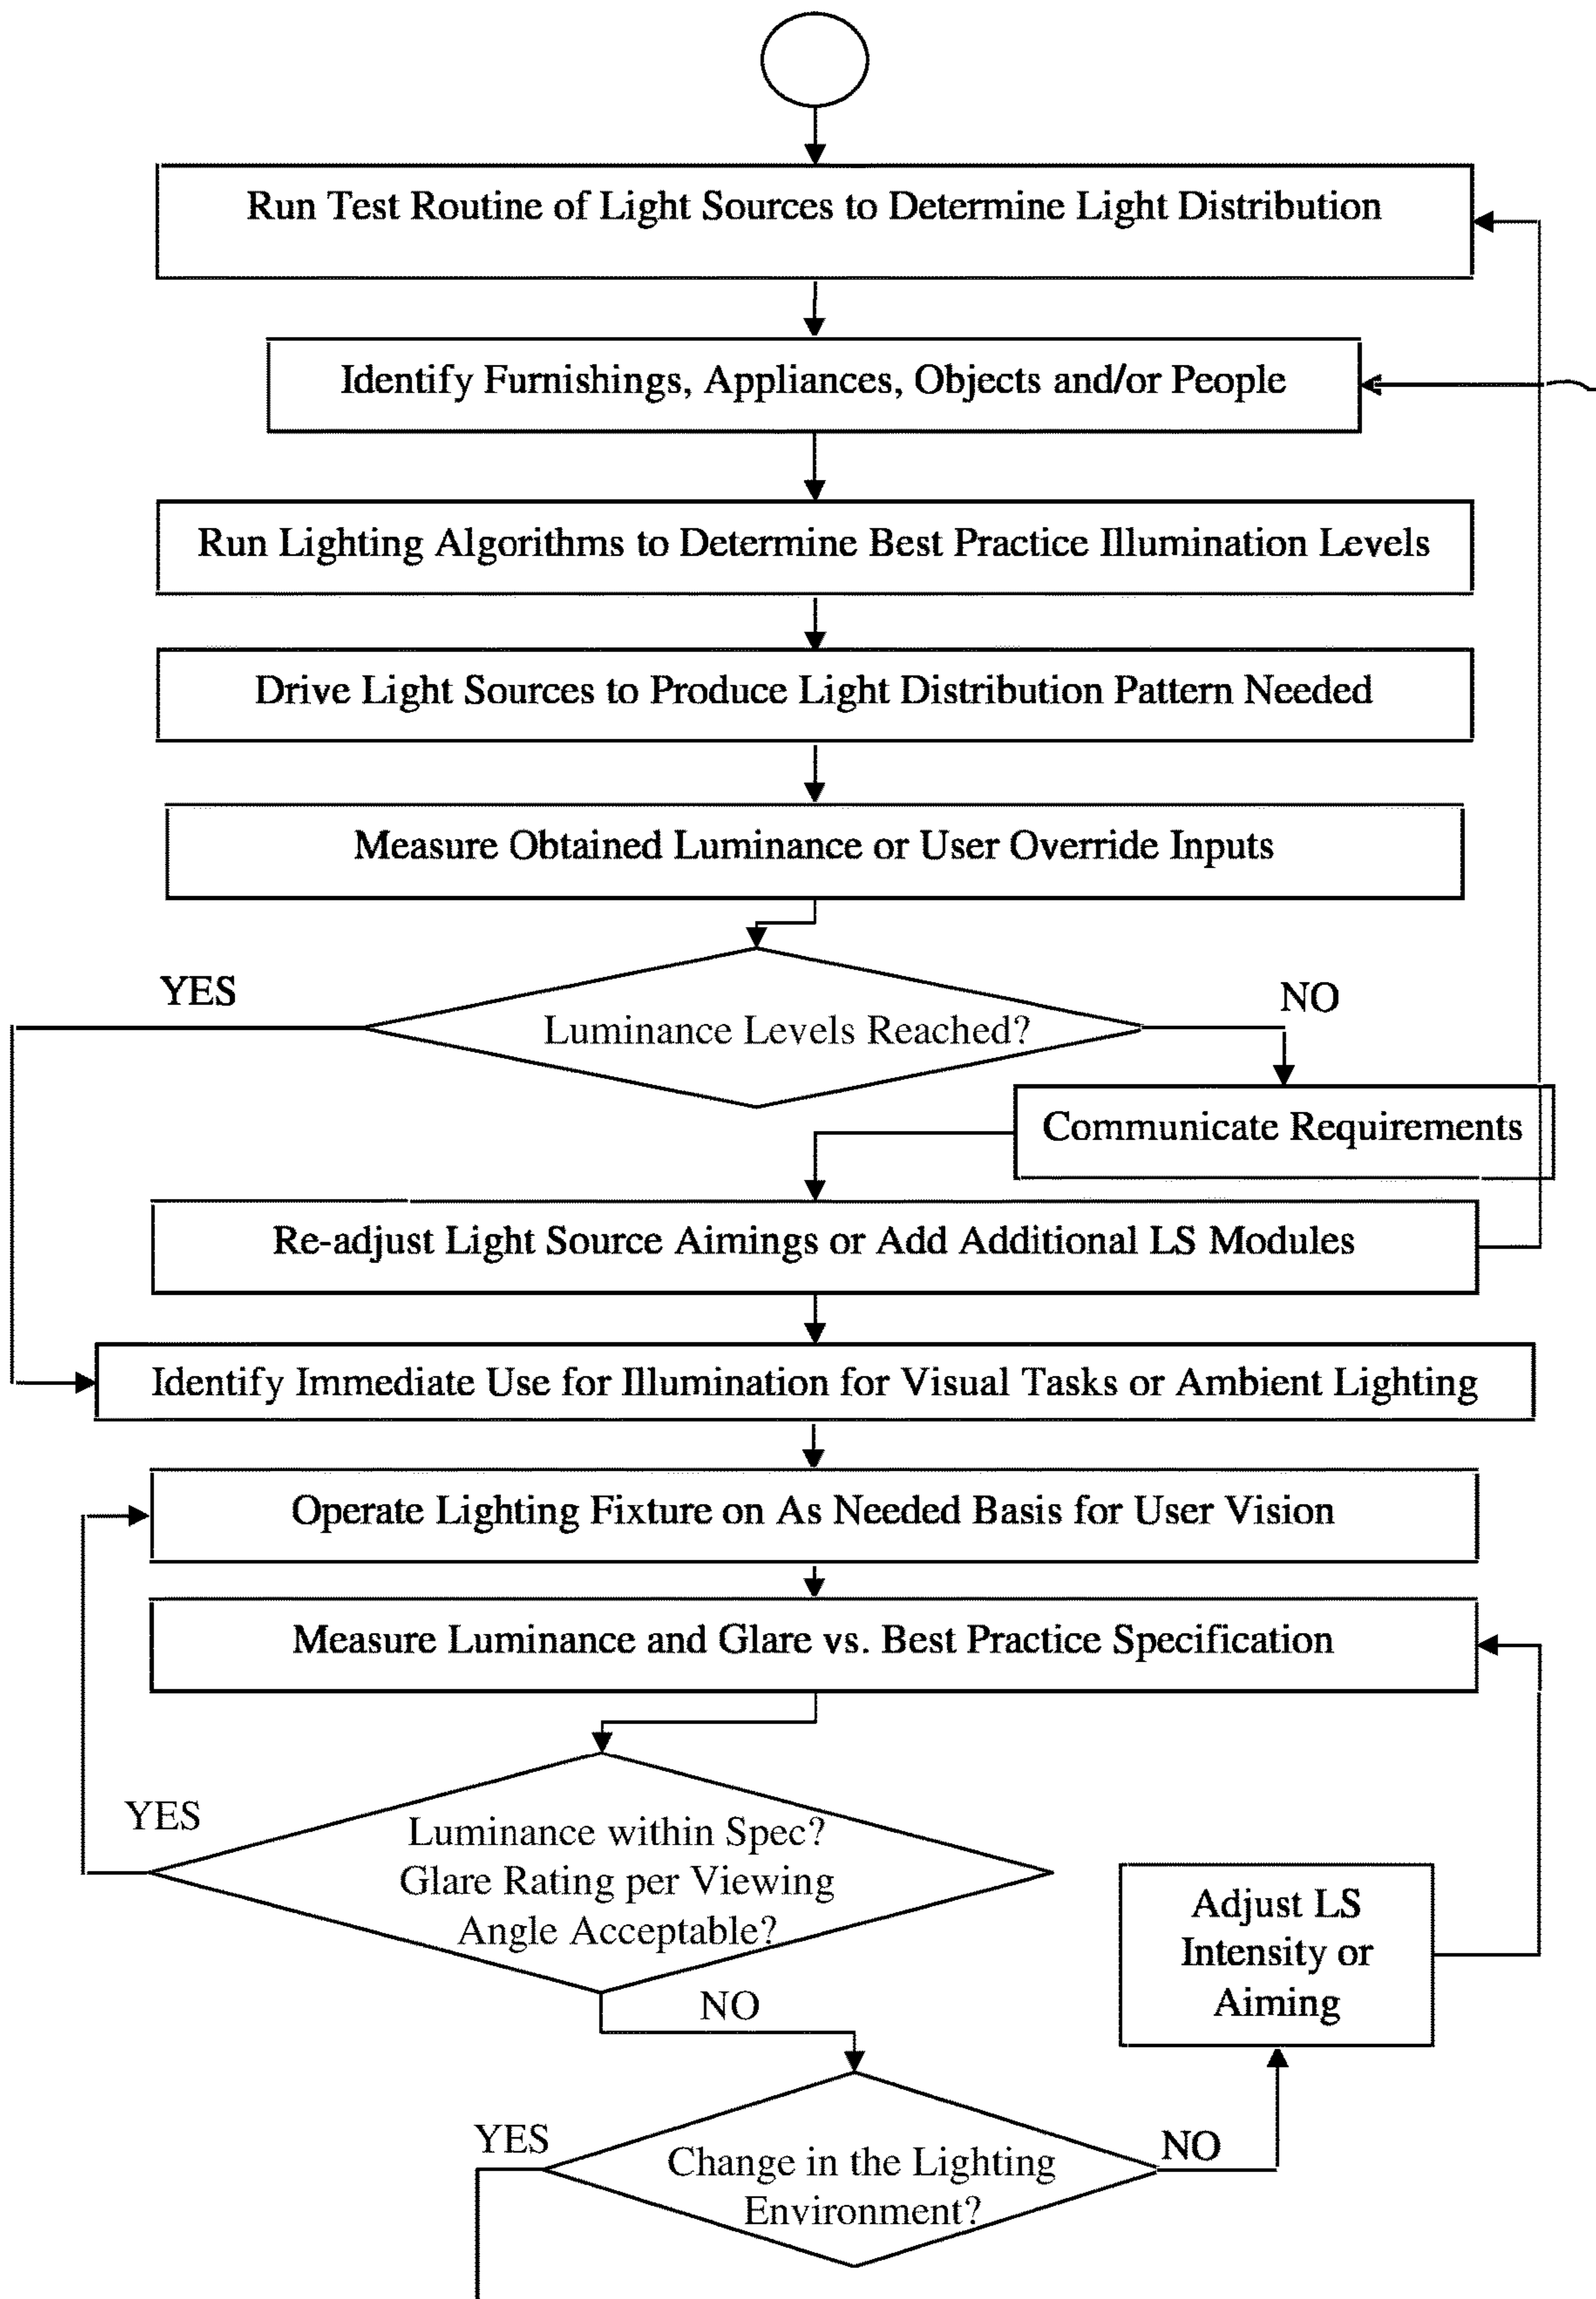 Run Test Routine of Light Sources to Determine Light Distribution
Identify Furnishings, Appliances, Objects and/or People
Run Lighting Algorithms to Determine Best Practice Illumination Levels
Drive Light Sources to Produce Light Distribution Pattern Needed
Measure Obtained Luminance or User Override Inputs
YES
NO
Luminance Levels Reached?
Communicate Requirements
Re-adjust Light Source Aimings or Add Additional LS Modules
Identify Immediate Use for Illumination for Visual Tasks or Ambient Lighting
Operate Lighting Fixture on As Needed Basis for User Vision
Measure Luminance and Glare vs. Best Practice Specification
YES
Luminance within Spec?
Glare Rating per Viewing
Angle Acceptable?
Adjust LS
Intensity or
Aiming
NO
YES
NO
Change in the Lighting
Environment?